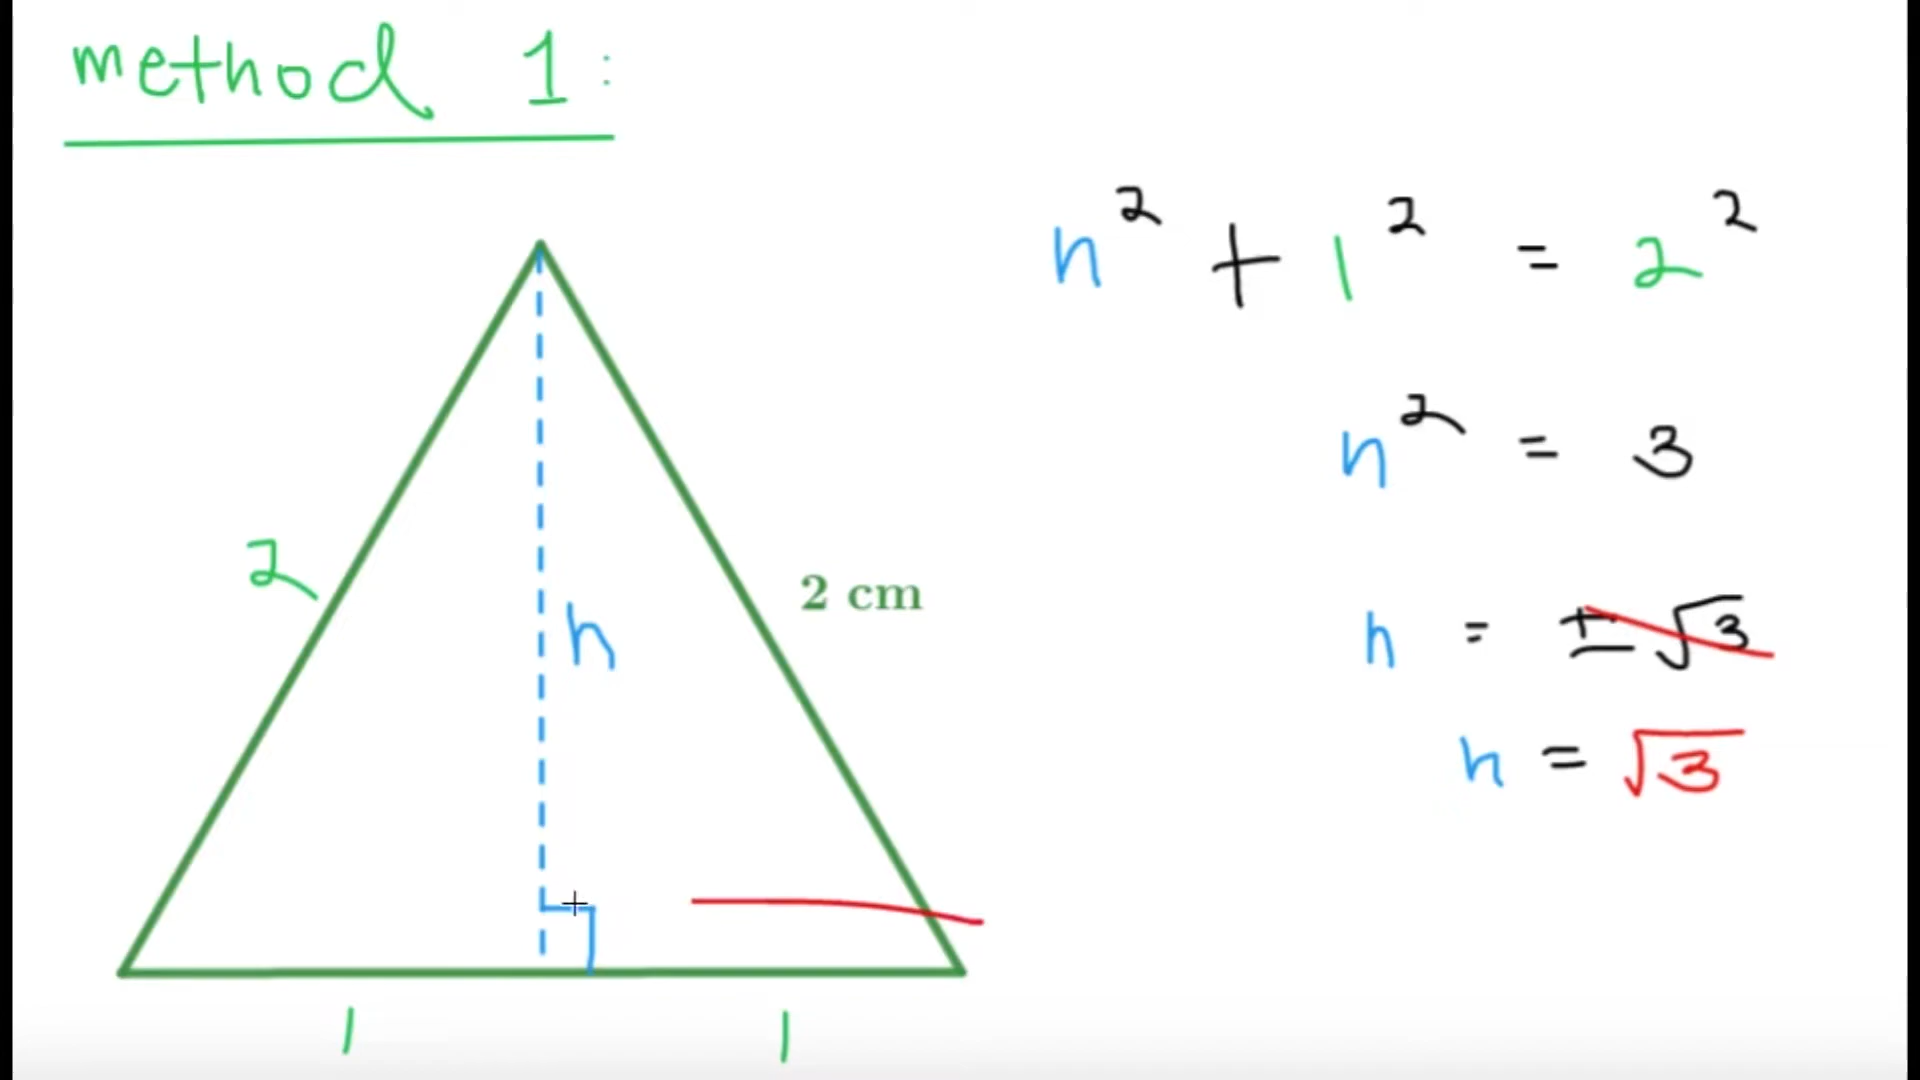 method 1:
h² + 1² = 2²
h² = 3
2
2 cm
h
h = ±√3
h = √3
1 1